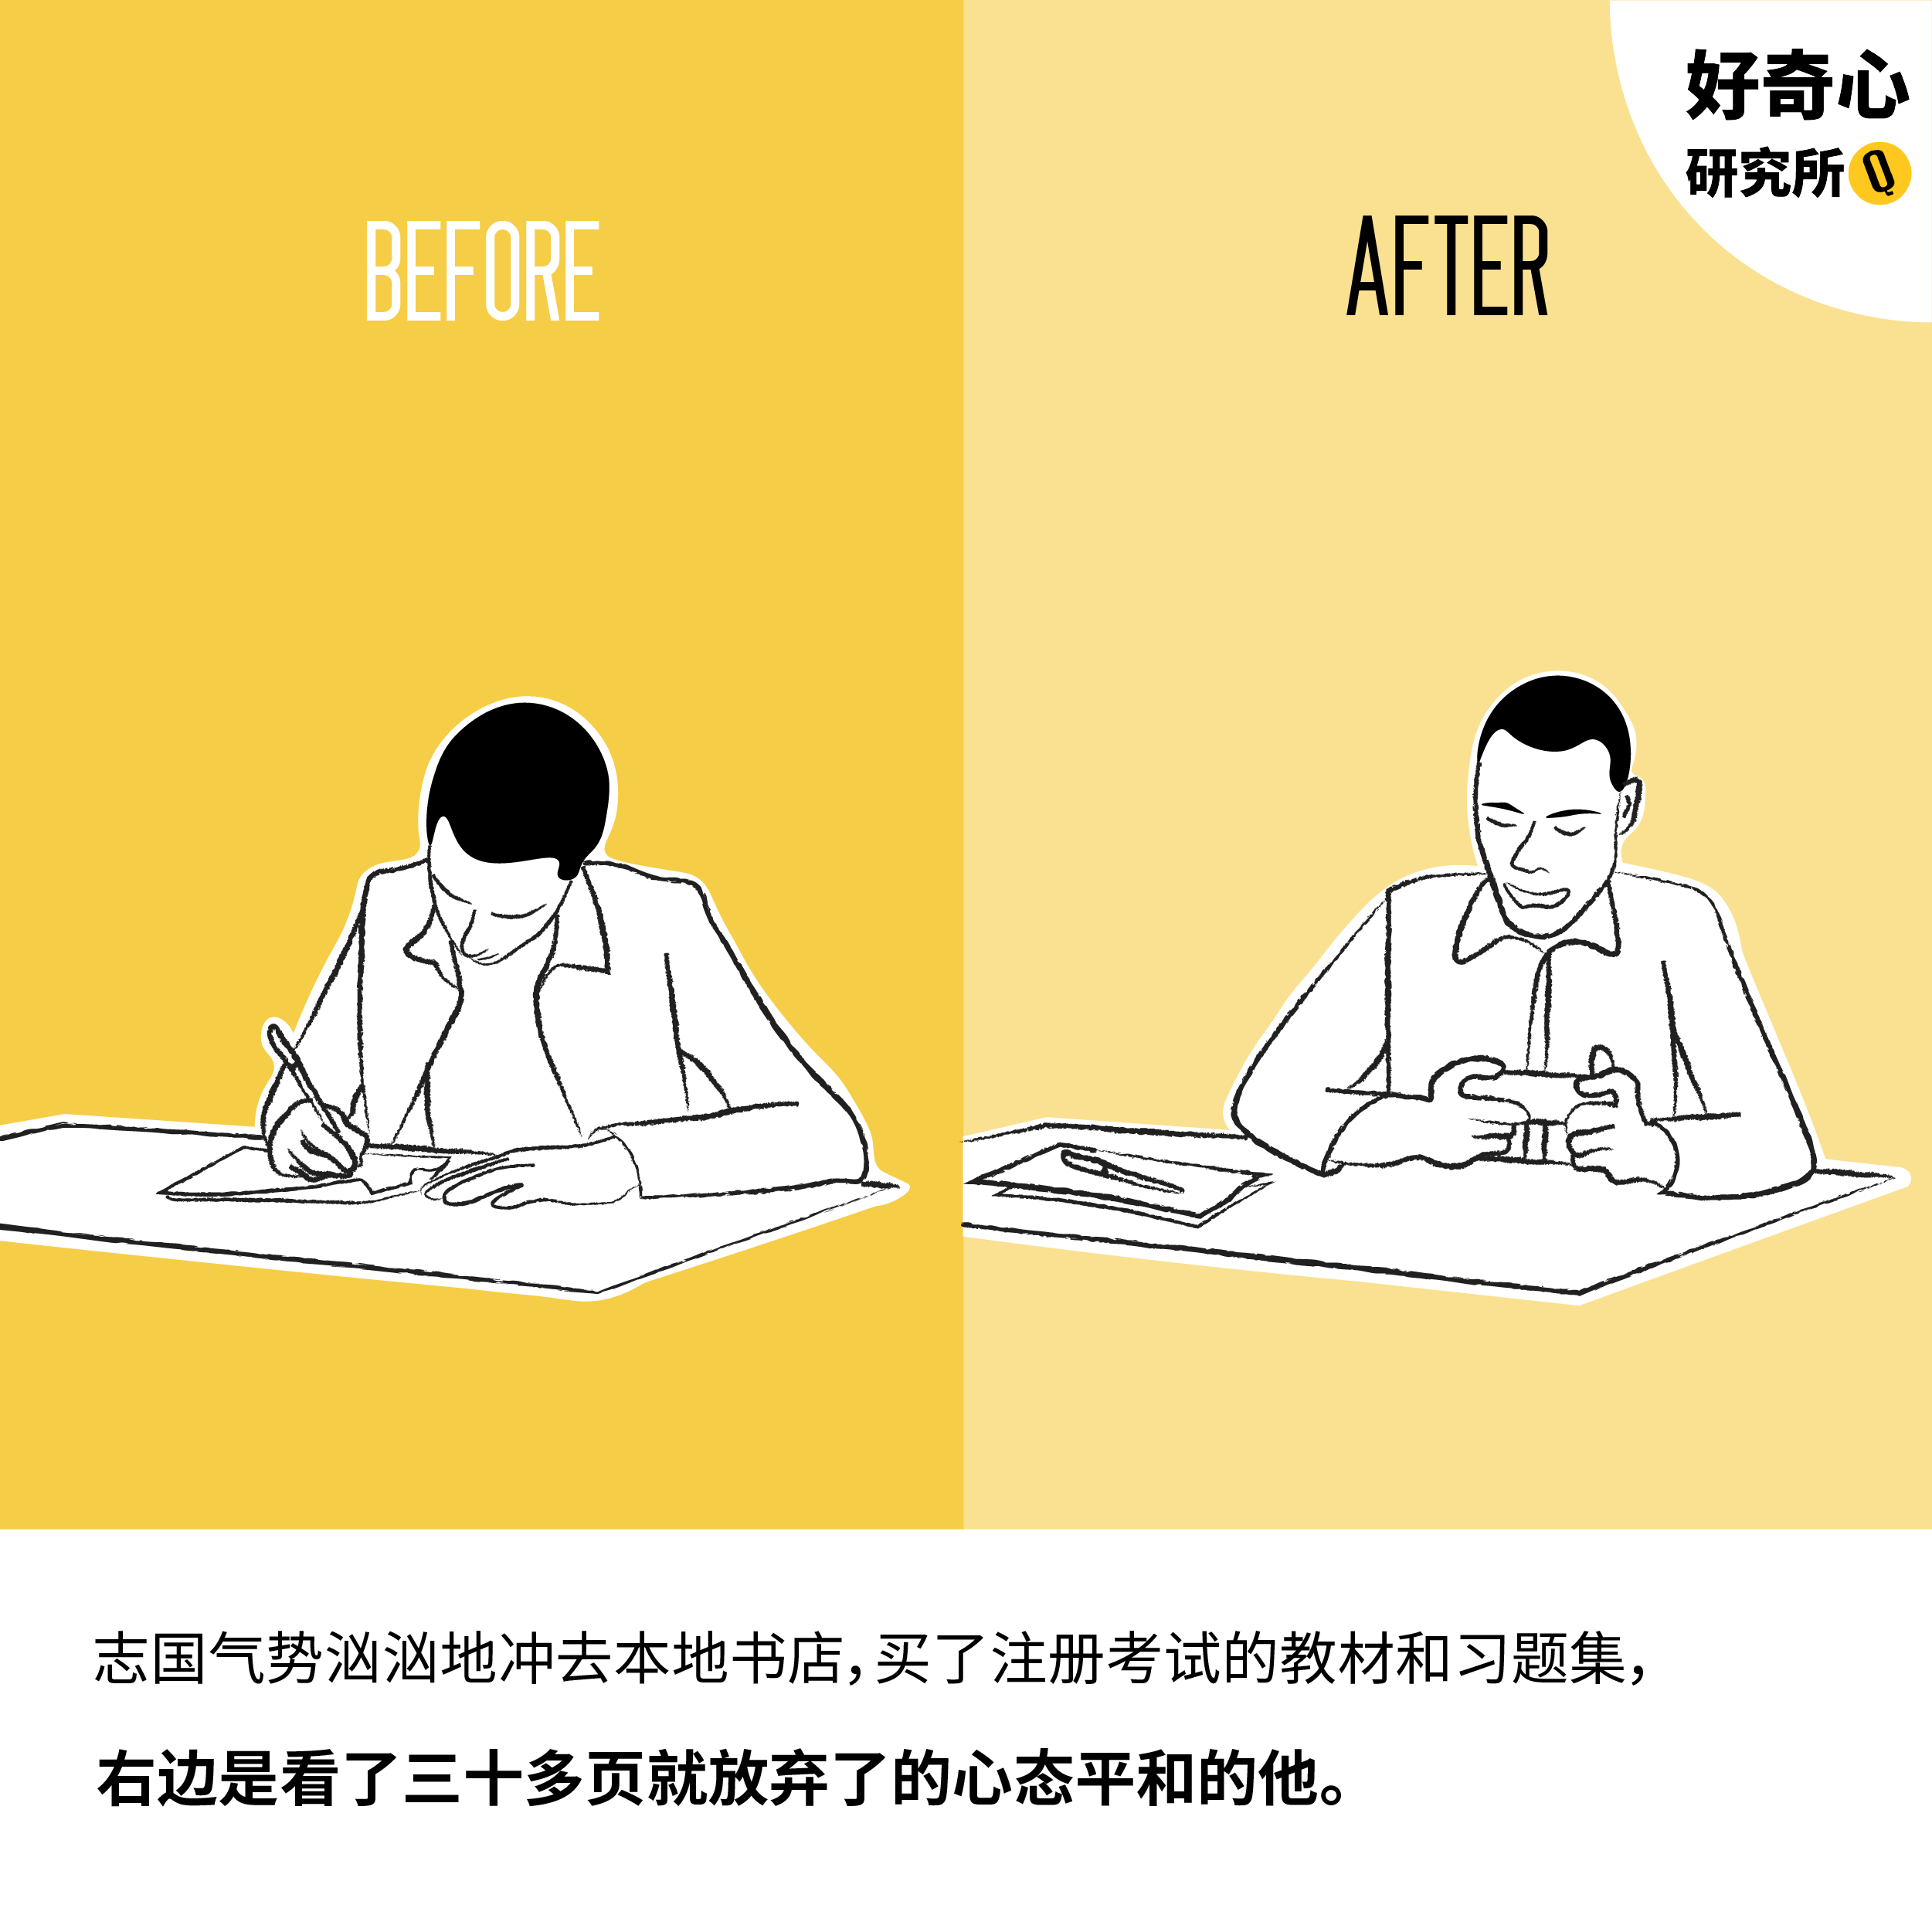 好奇心
研究所Q
BEFORE
AFTER
志国气势汹汹地冲去本地书店，买了注册考试的教材和习题集，
右边是看了三十多页就放弃了的心态平和的他。